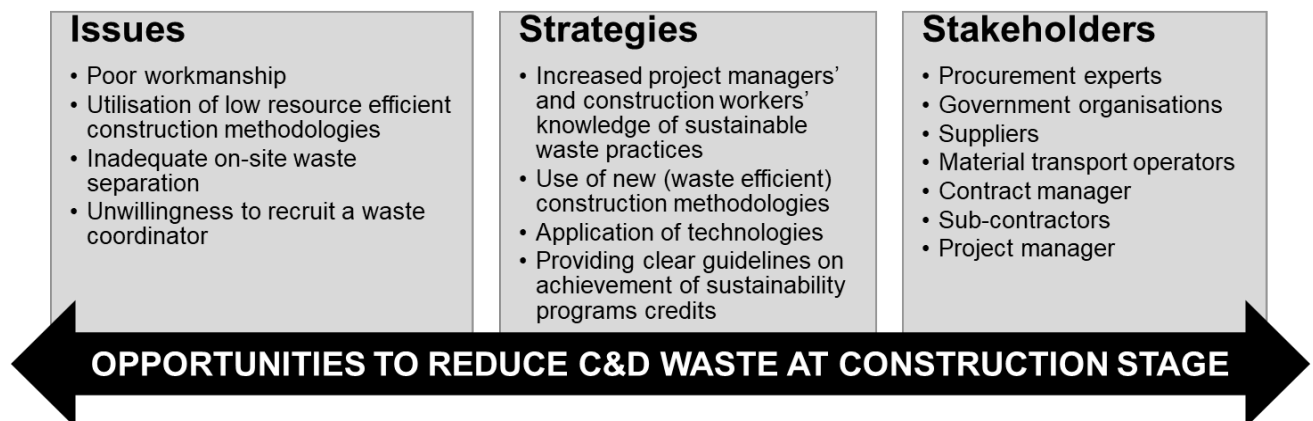 Issues
• Poor workmanship
• Utilisation of low resource efficient
construction methodologies
• Inadequate on-site waste
separation
• Unwillingness to recruit a waste
coordinator
Strategies
• Increased project managers’
and construction workers’
knowledge of sustainable
waste practices
• Use of new (waste efficient)
construction methodologies
• Application of technologies
• Providing clear guidelines on
achievement of sustainability
programs credits
Stakeholders
• Procurement experts
• Government organisations
• Suppliers
• Material transport operators
• Contract manager
• Sub-contractors
• Project manager
OPPORTUNITIES TO REDUCE C&D WASTE AT CONSTRUCTION STAGE